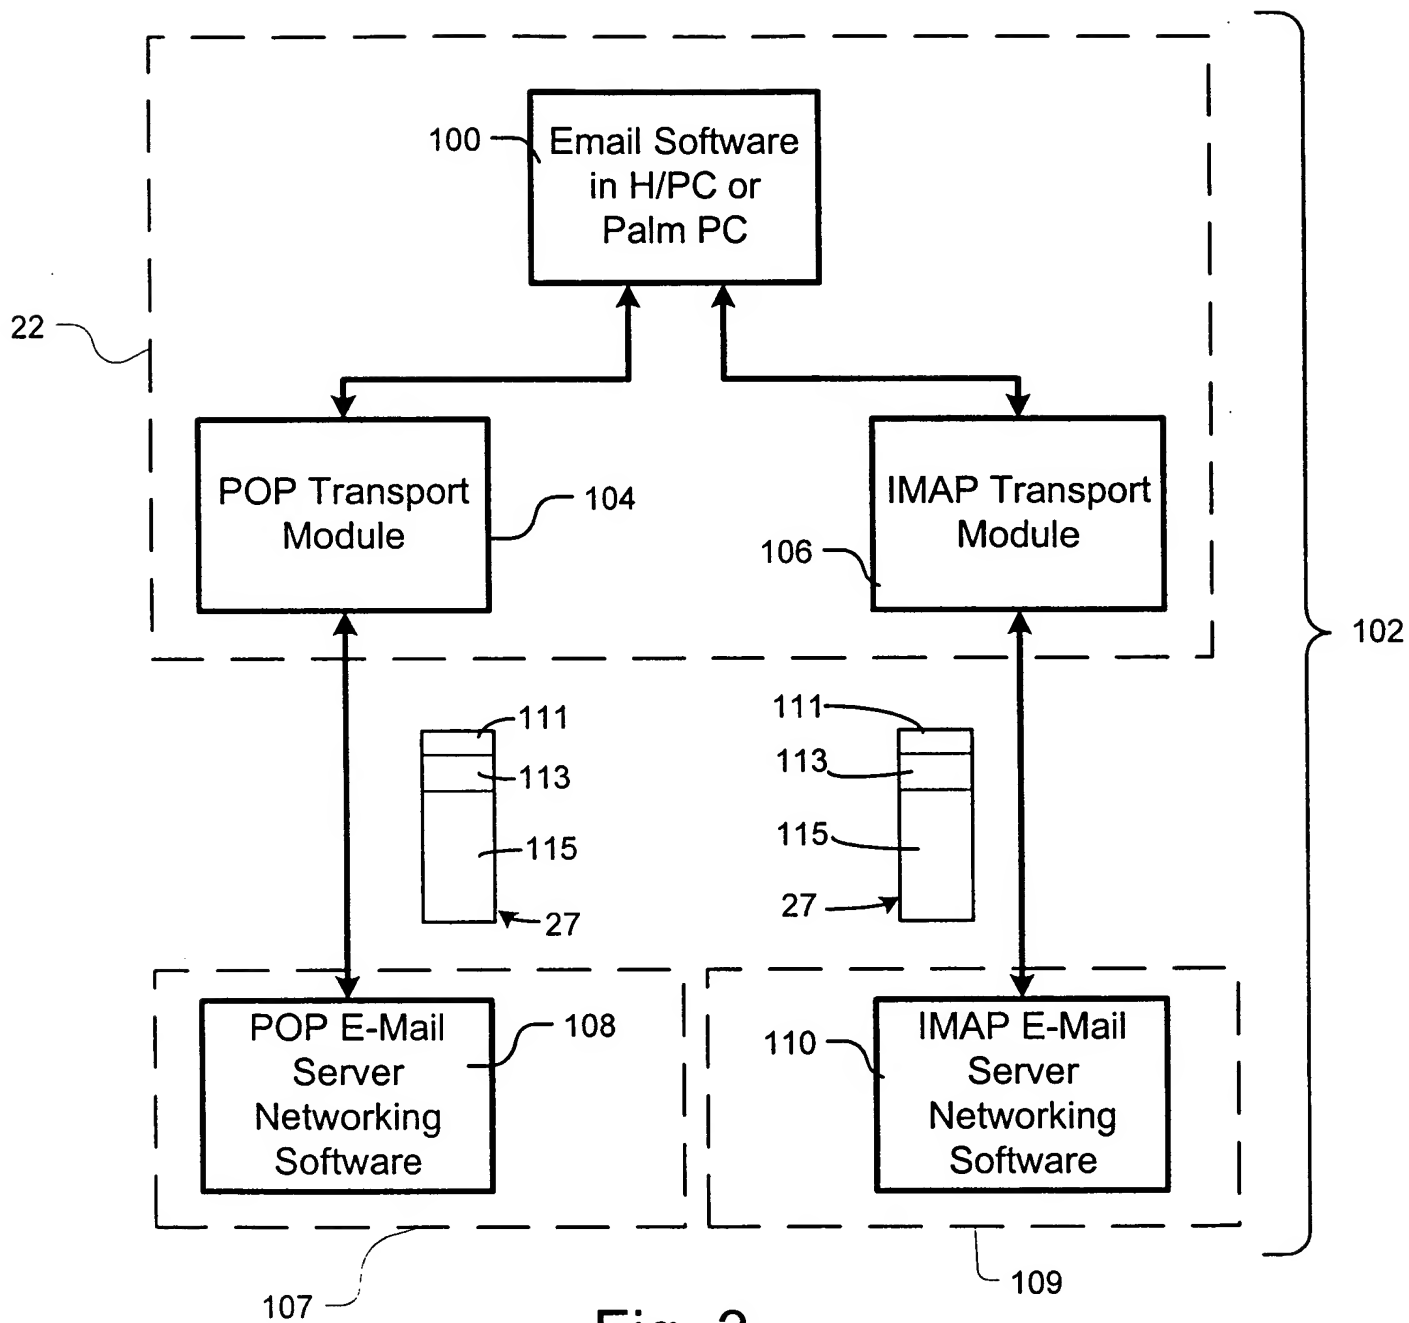 100
Email Software
in H/PC or
Palm PC
22
POP Transport
Module
104
IMAP Transport
Module
106
102
111
113
115
27
111
113
115
27
POP E-Mail
Server
Networking
Software
108
110
IMAP E-Mail
Server
Networking
Software
107
109